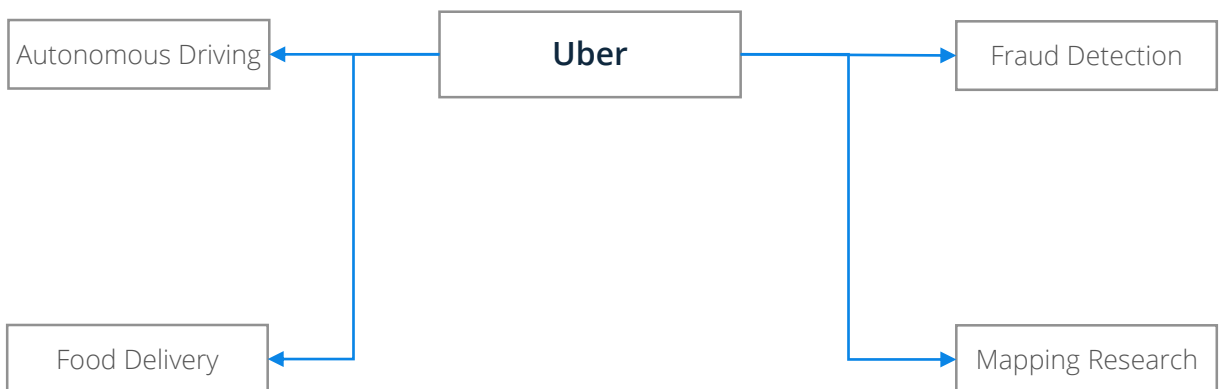 Autonomous Driving
Uber
Fraud Detection
Food Delivery
Mapping Research